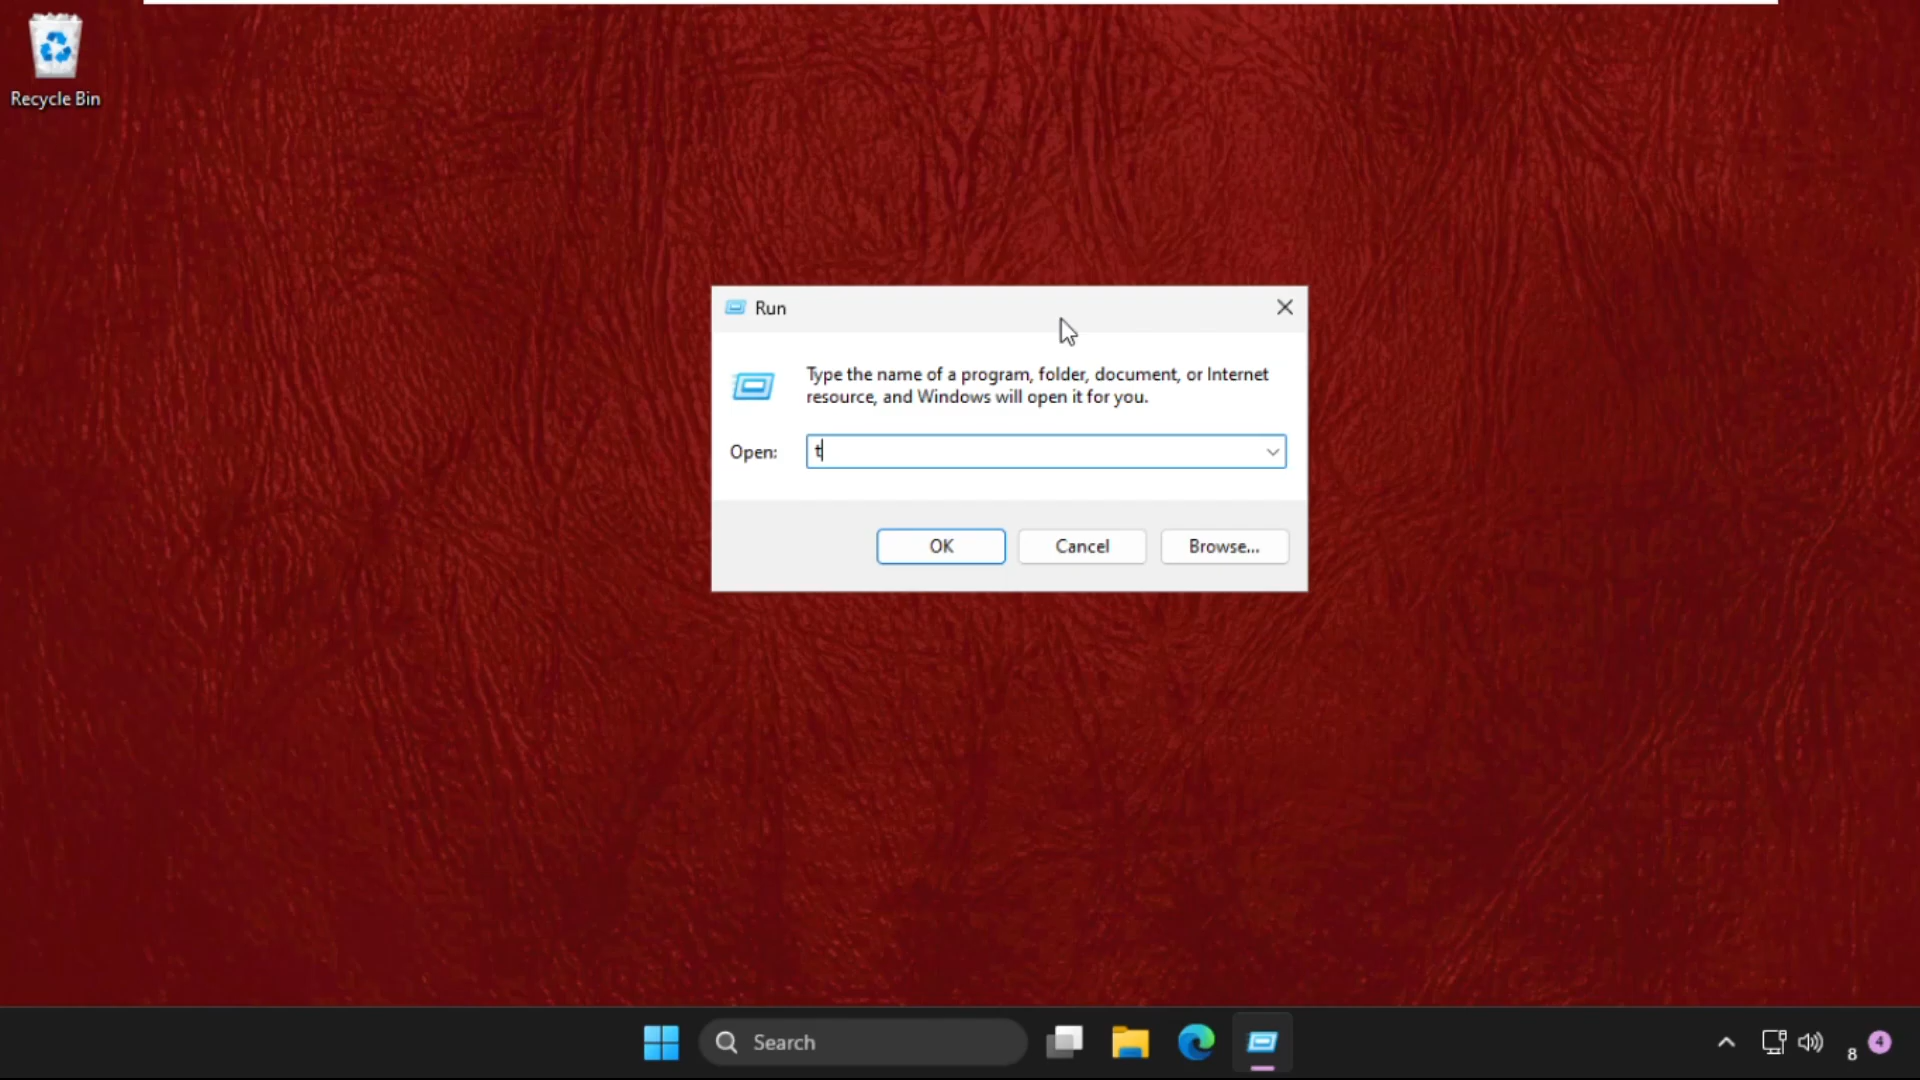 Recycle Bin
Run
Type the name of a program, folder, document, or Internet
resource, and Windows will open it for you.
Open: t
OK Cancel Browse...
Search
8 4